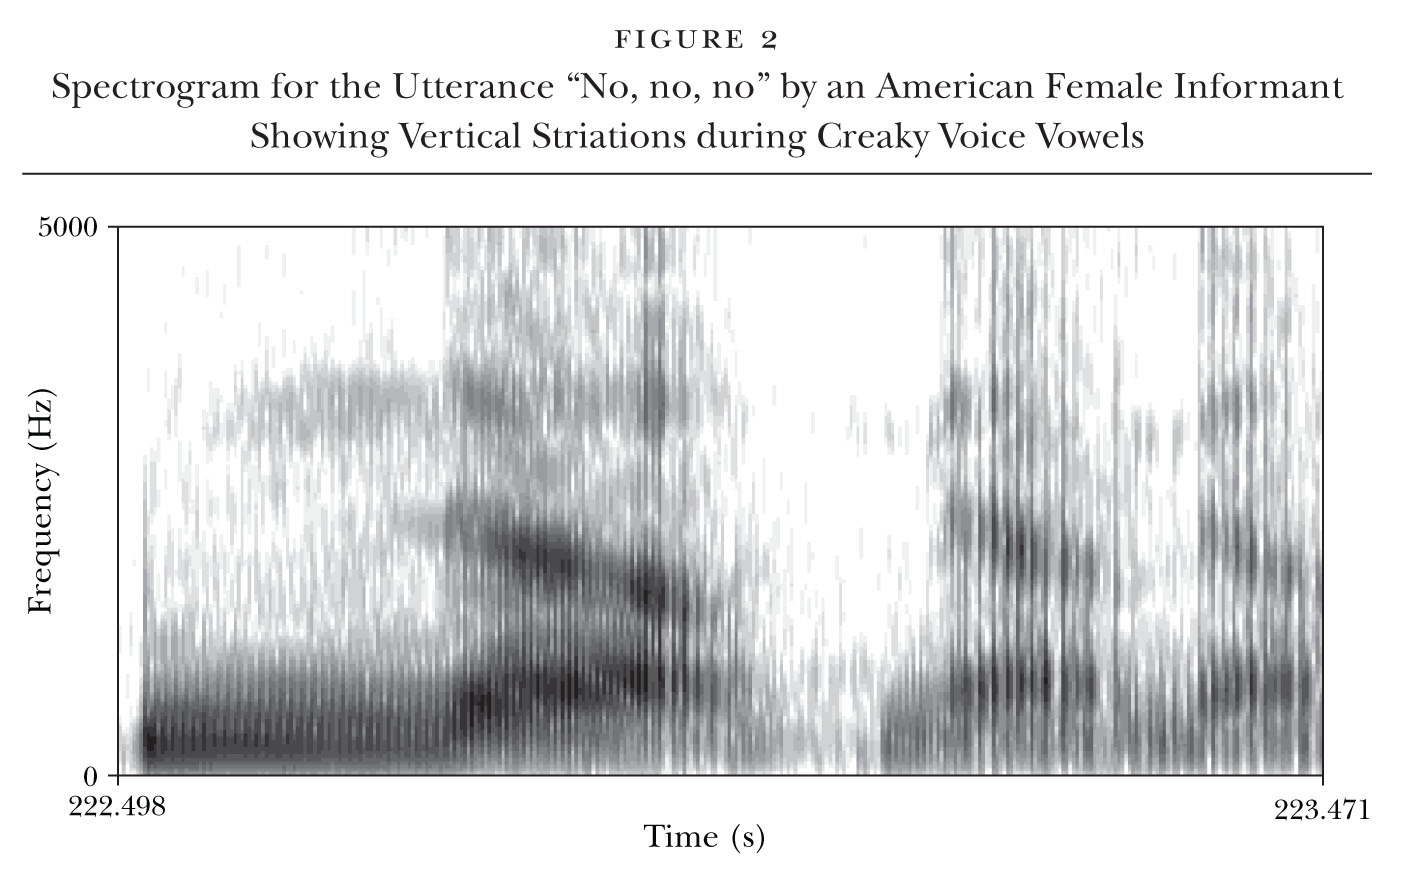 FIGURE 2
Spectrogram for the Utterance “No, no, no” by an American Female Informant
Showing Vertical Striations during Creaky Voice Vowels
5000
Frequency (Hz)
0
222.498
223.471
Time (s)